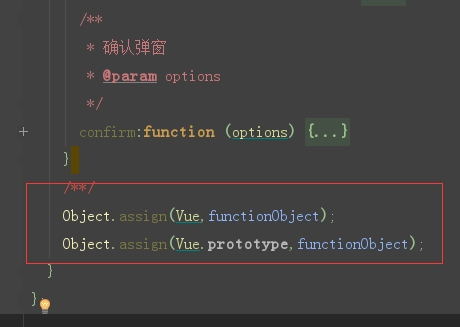 /**
* 确认弹窗
* @param options
*/
confirm:function (options) {...}
}
/**/
Object.assign(Vue,functionObject);
Object.assign(Vue.prototype,functionObject);
}
};